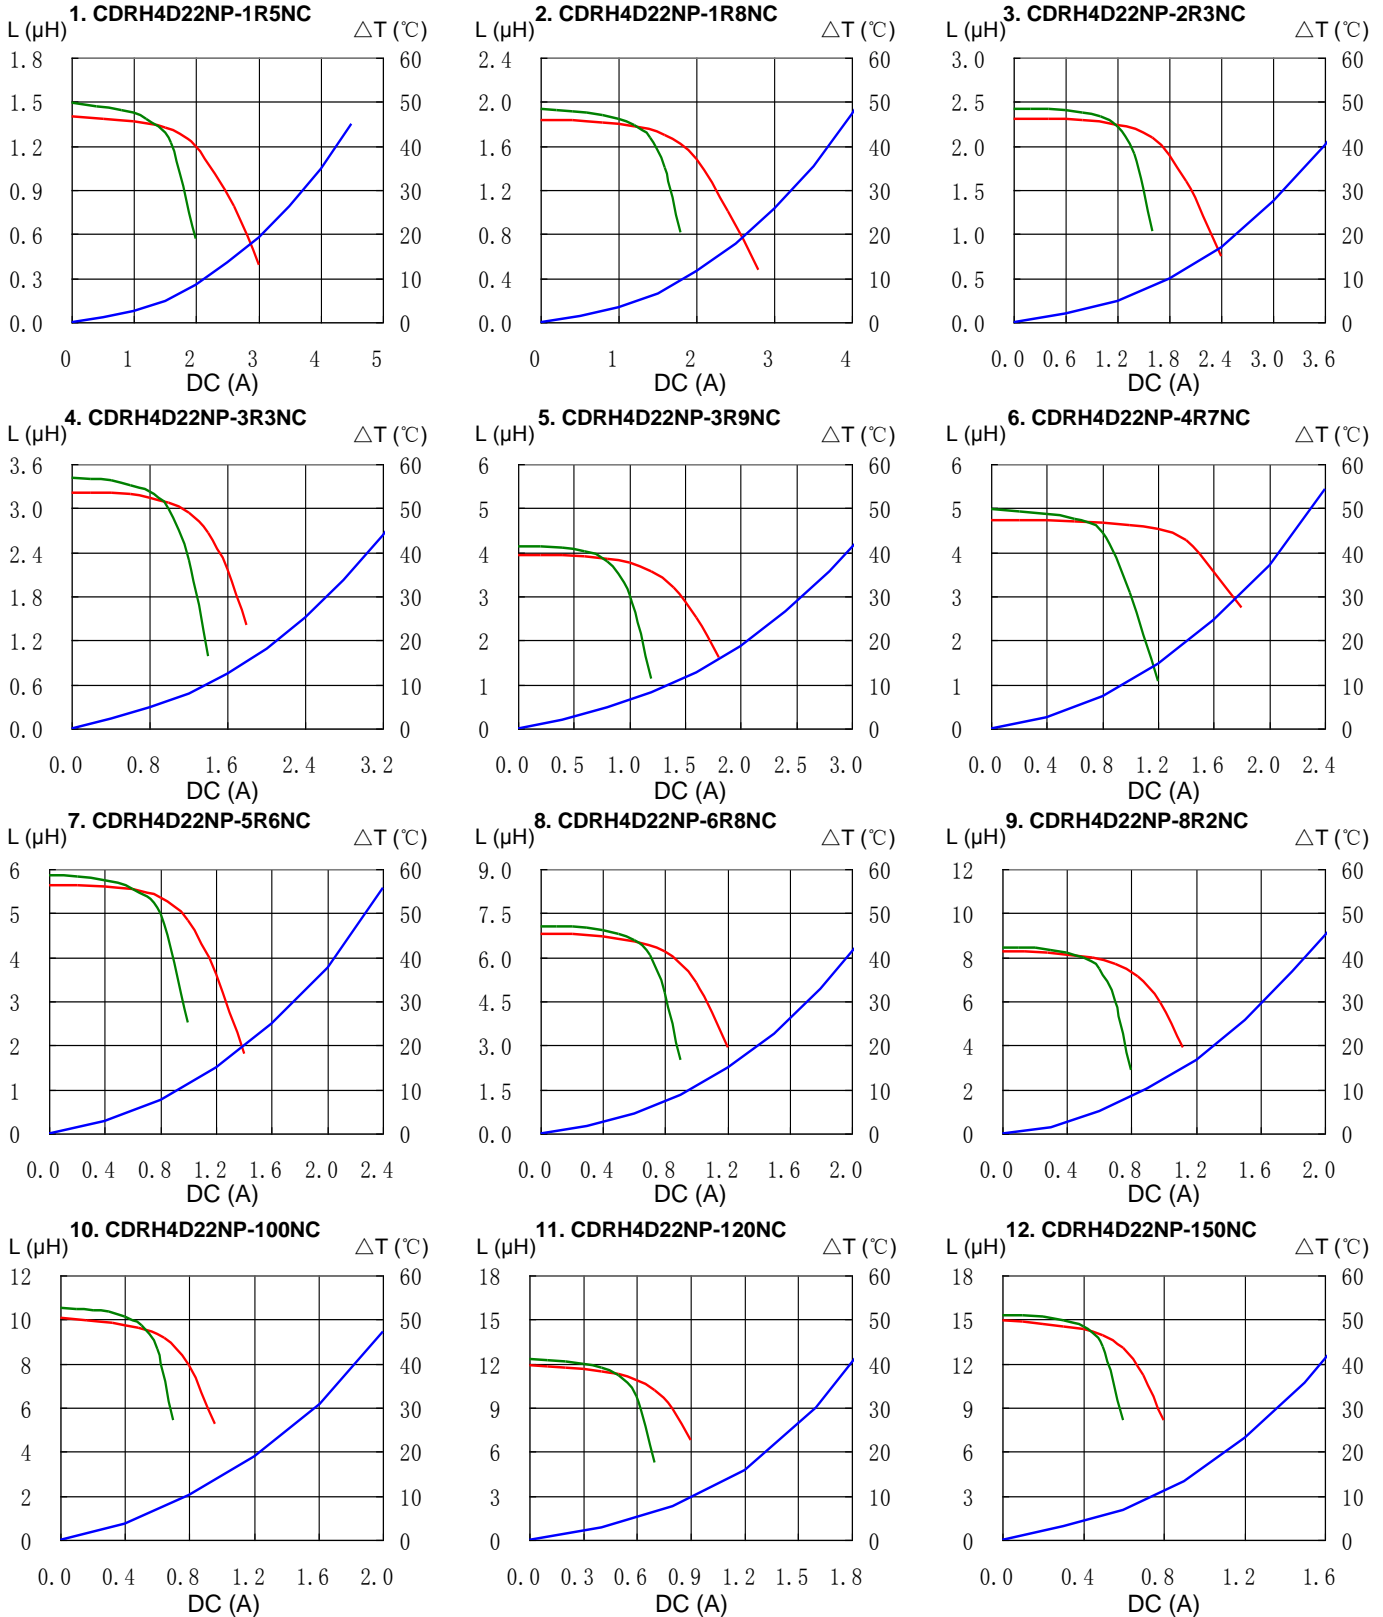 1. CDRH4D22NP-1R5NC
L (µH) △T (℃)
1.8 60
1.5 50
1.2 40
0.9 30
0.6 20
0.3 10
0.0 0
0 1 2 3 4 5
DC (A)
2. CDRH4D22NP-1R8NC
L (µH) △T (℃)
2.4 60
2.0 50
1.6 40
1.2 30
0.8 20
0.4 10
0.0 0
0 1 2 3 4
DC (A)
3. CDRH4D22NP-2R3NC
L (µH) △T (℃)
3.0 60
2.5 50
2.0 40
1.5 30
1.0 20
0.5 10
0.0 0
0.0 0.6 1.2 1.8 2.4 3.0 3.6
DC (A)
4. CDRH4D22NP-3R3NC
L (µH) △T (℃)
3.6 60
3.0 50
2.4 40
1.8 30
1.2 20
0.6 10
0.0 0
0.0 0.8 1.6 2.4 3.2
DC (A)
5. CDRH4D22NP-3R9NC
L (µH) △T (℃)
6 60
5 50
4 40
3 30
2 20
1 10
0 0
0.0 0.5 1.0 1.5 2.0 2.5 3.0
DC (A)
6. CDRH4D22NP-4R7NC
L (µH) △T (℃)
6 60
5 50
4 40
3 30
2 20
1 10
0 0
0.0 0.4 0.8 1.2 1.6 2.0 2.4
DC (A)
7. CDRH4D22NP-5R6NC
L (µH) △T (℃)
6 60
5 50
4 40
3 30
2 20
1 10
0 0
0.0 0.4 0.8 1.2 1.6 2.0 2.4
DC (A)
8. CDRH4D22NP-6R8NC
L (µH) △T (℃)
9.0 60
7.5 50
6.0 40
4.5 30
3.0 20
1.5 10
0.0 0
0.0 0.4 0.8 1.2 1.6 2.0
DC (A)
9. CDRH4D22NP-8R2NC
L (µH) △T (℃)
12 60
10 50
8 40
6 30
4 20
2 10
0 0
0.0 0.4 0.8 1.2 1.6 2.0
DC (A)
10. CDRH4D22NP-100NC
L (µH) △T (℃)
12 60
10 50
8 40
6 30
4 20
2 10
0 0
0.0 0.4 0.8 1.2 1.6 2.0
DC (A)
11. CDRH4D22NP-120NC
L (µH) △T (℃)
18 60
15 50
12 40
9 30
6 20
3 10
0 0
0.0 0.3 0.6 0.9 1.2 1.5 1.8
DC (A)
12. CDRH4D22NP-150NC
L (µH) △T (℃)
18 60
15 50
12 40
9 30
6 20
3 10
0 0
0.0 0.4 0.8 1.2 1.6
DC (A)